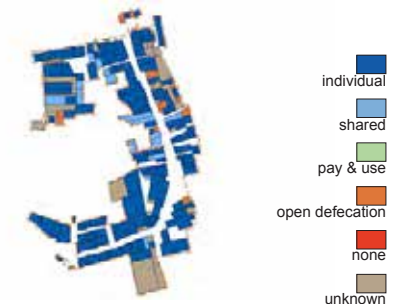 individual
shared
pay & use
open defecation
none
unknown